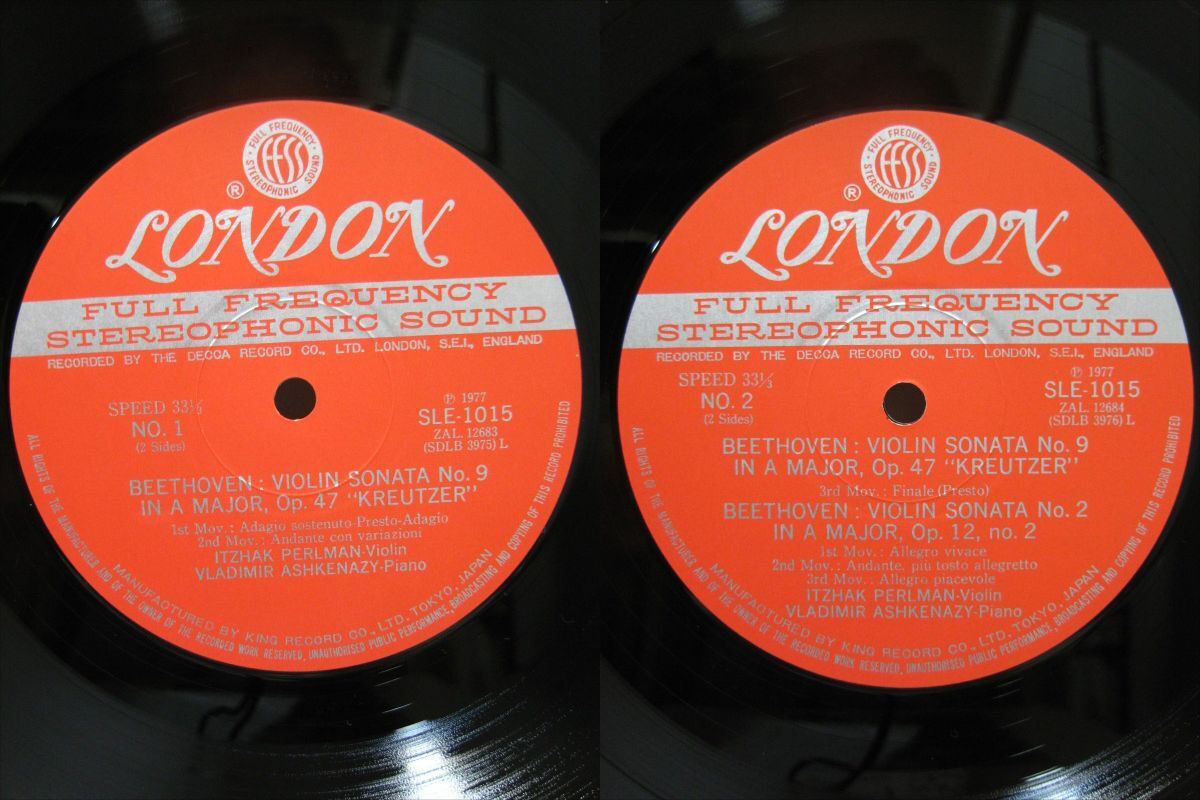 FULL FREQUENCY
FFSS
STEREOPHONIC SOUND
®
LONDON
FULL FREQUENCY
STEREOPHONIC SOUND
RECORDED BY THE DECCA RECORD CO., LTD. LONDON, S.E.I., ENGLAND
SPEED 33⅓
NO. 1
(2 Sides)
℗ 1977
SLE-1015
ZAL. 12683
(SDLB 3975) L
BEETHOVEN : VIOLIN SONATA No. 9
IN A MAJOR, Op. 47 "KREUTZER"
1st Mov. : Adagio sostenuto-Presto-Adagio
2nd Mov. : Andante con variazioni
ITZHAK PERLMAN-Violin
VLADIMIR ASHKENAZY-Piano
MANUFACTURED BY KING RECORD CO., LTD. TOKYO, JAPAN
ALL RIGHTS OF THE MANUFACTURER AND OF THE OWNER OF THE RECORDED WORK RESERVED, UNAUTHORISED PUBLIC PERFORMANCE, BROADCASTING AND COPYING OF THIS RECORD PROHIBITED
FULL FREQUENCY
FFSS
STEREOPHONIC SOUND
®
LONDON
FULL FREQUENCY
STEREOPHONIC SOUND
RECORDED BY THE DECCA RECORD CO., LTD. LONDON, S.E.I., ENGLAND
SPEED 33⅓
NO. 2
(2 Sides)
℗ 1977
SLE-1015
ZAL. 12684
(SDLB 3976) L
BEETHOVEN : VIOLIN SONATA No. 9
IN A MAJOR, Op. 47 "KREUTZER"
3rd Mov. : Finale (Presto)
BEETHOVEN : VIOLIN SONATA No. 2
IN A MAJOR, Op. 12, no. 2
1st Mov. : Allegro vivace
2nd Mov. : Andante, più tosto allegretto
3rd Mov. : Allegro piacevole
ITZHAK PERLMAN-Violin
VLADIMIR ASHKENAZY-Piano
MANUFACTURED BY KING RECORD CO., LTD. TOKYO, JAPAN
ALL RIGHTS OF THE MANUFACTURER AND OF THE OWNER OF THE RECORDED WORK RESERVED, UNAUTHORISED PUBLIC PERFORMANCE, BROADCASTING AND COPYING OF THIS RECORD PROHIBITED